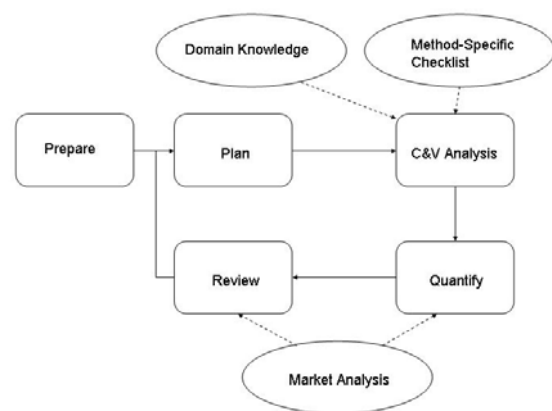 Domain Knowledge
Method-Specific
Checklist
Prepare
Plan
C&V Analysis
Review
Quantify
Market Analysis